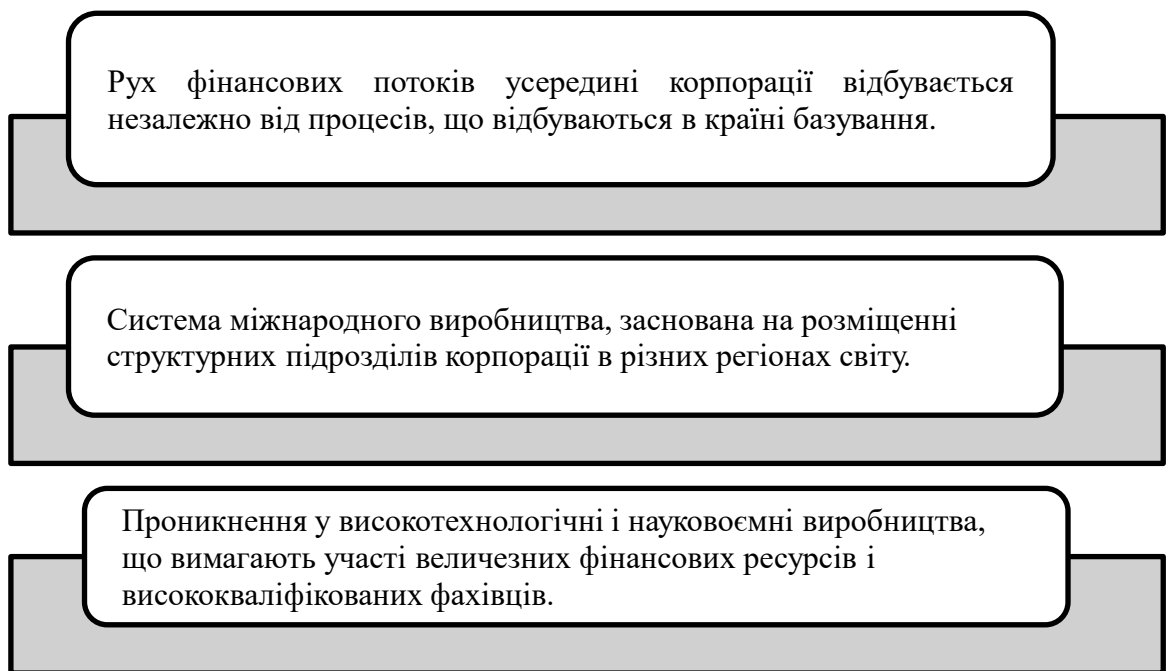 Рух фінансових потоків усередині корпорації відбувається
незалежно від процесів, що відбуваються в країні базування.
Система міжнародного виробництва, заснована на розміщенні
структурних підрозділів корпорації в різних регіонах світу.
Проникнення у високотехнологічні і науковоємні виробництва,
що вимагають участі величезних фінансових ресурсів і
висококваліфікованих фахівців.